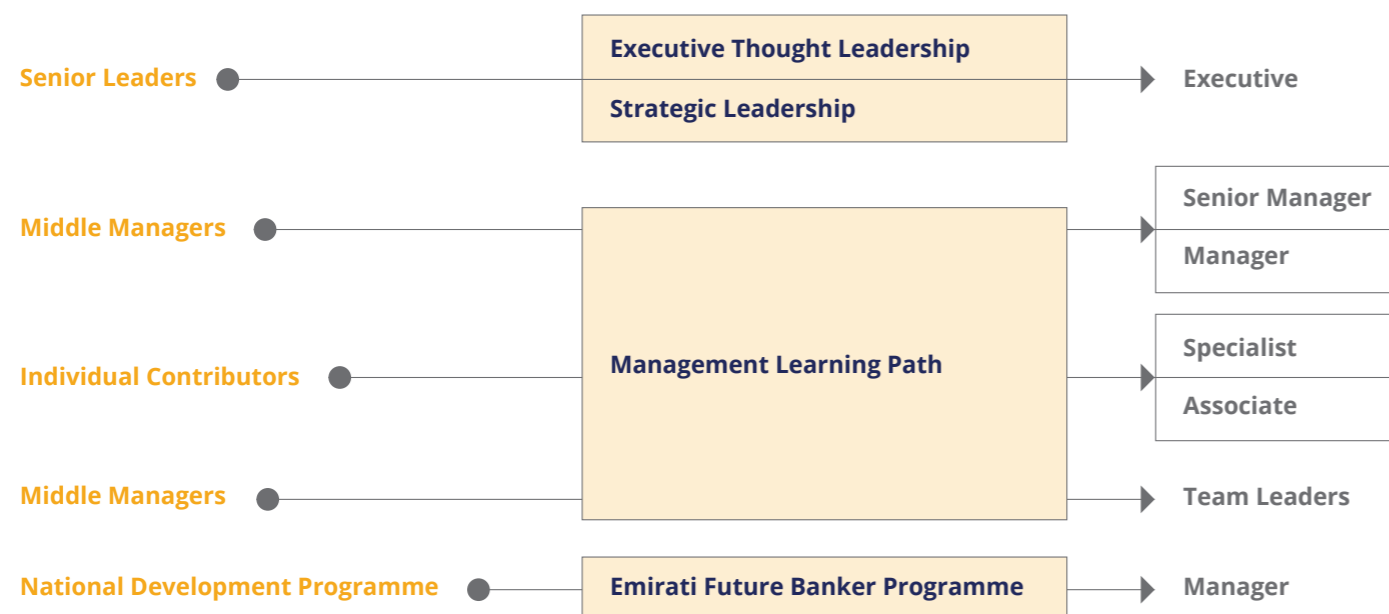 Executive Thought Leadership
Senior Leaders
Executive
Strategic Leadership
Senior Manager
Middle Managers
Manager
Specialist
Management Learning Path
Individual Contributors
Associate
Middle Managers
Team Leaders
National Development Programme
Emirati Future Banker Programme
Manager